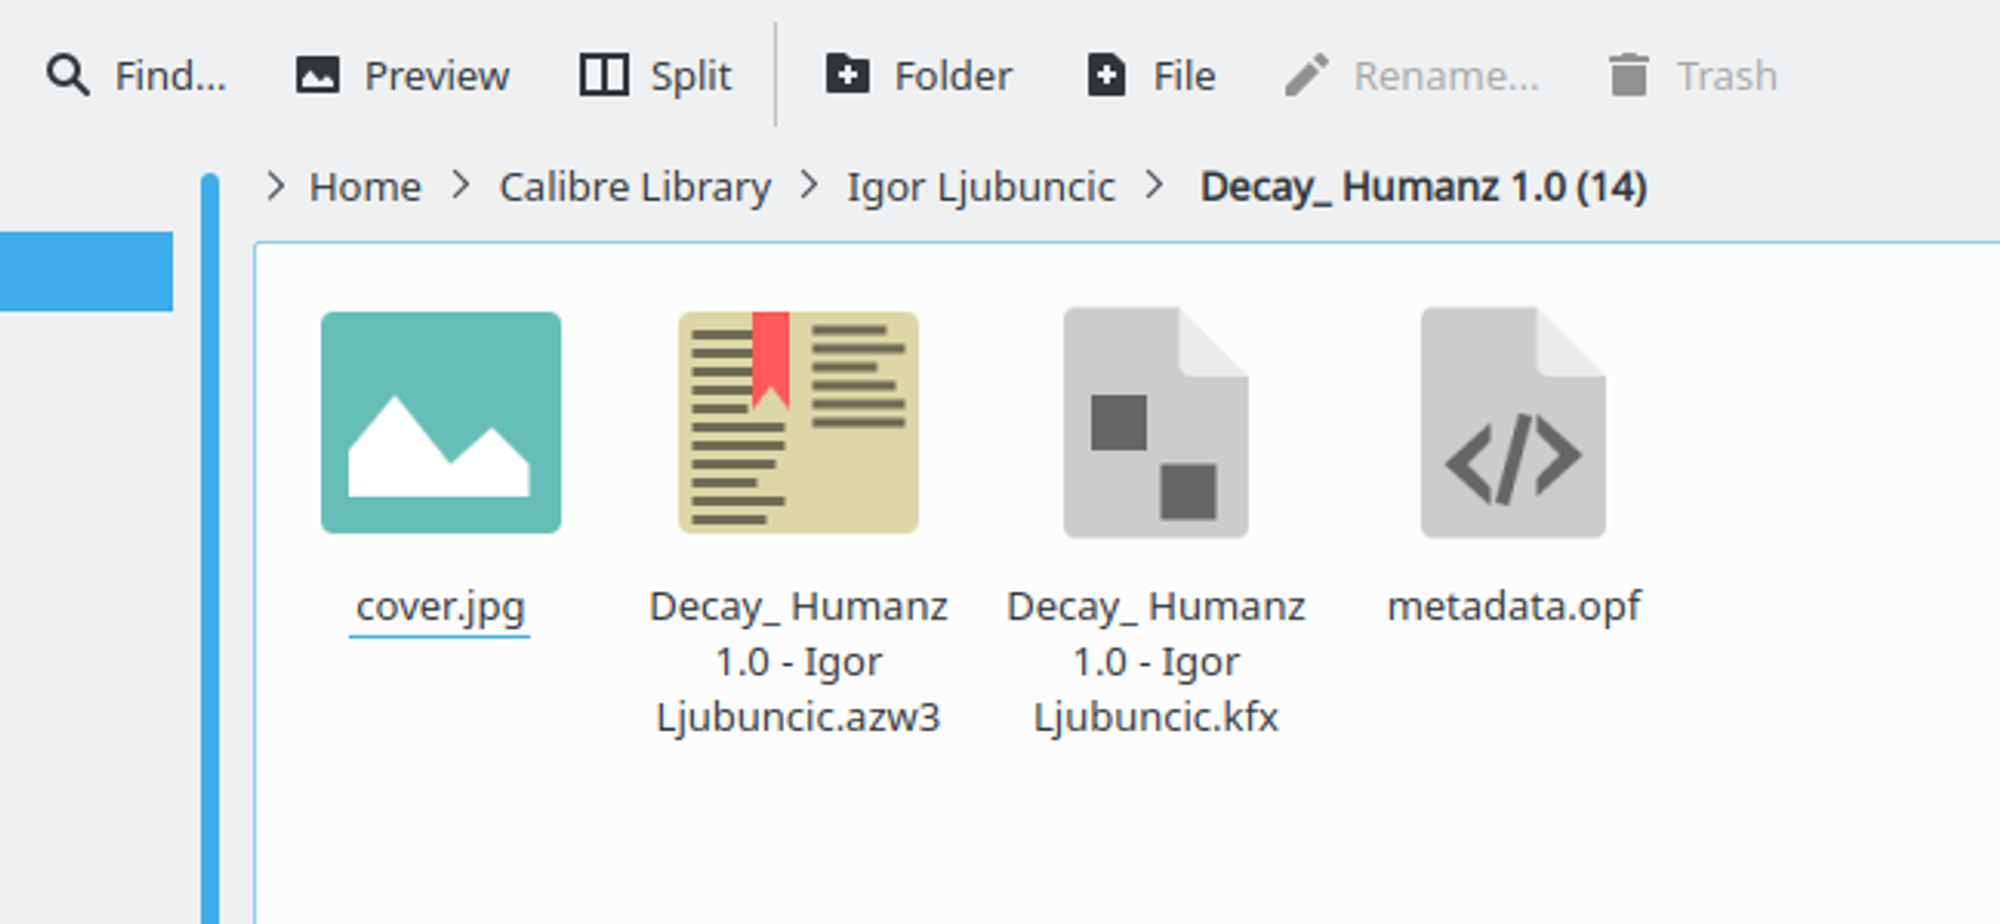 Find... Preview Split Folder File Rename... Trash
> Home > Calibre Library > Igor Ljubuncic > Decay_ Humanz 1.0 (14)
cover.jpg
Decay_ Humanz
1.0 - Igor
Ljubuncic.azw3
Decay_ Humanz
1.0 - Igor
Ljubuncic.kfx
metadata.opf